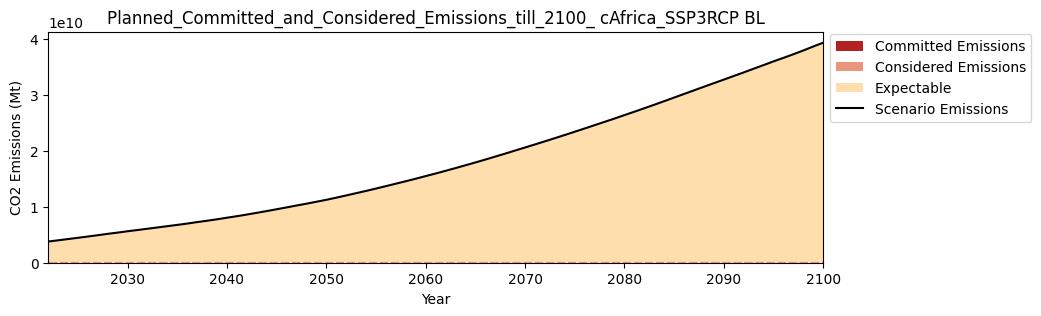 Planned_Committed_and_Considered_Emissions_till_2100_ cAfrica_SSP3RCP BL
1e10
4
3
2
1
0
CO2 Emissions (Mt)
2030 2040 2050 2060 2070 2080 2090 2100
Year
Committed Emissions
Considered Emissions
Expectable
Scenario Emissions